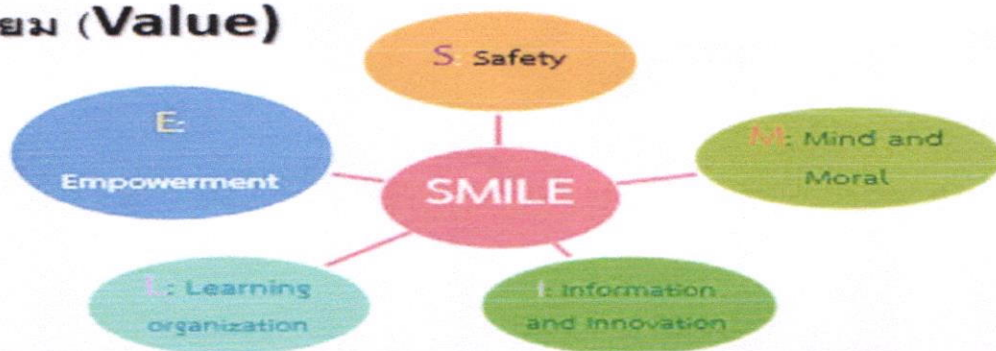 ยม (Value)
S: Safety
M: Mind and
Moral
I: Information
and Innovation
L: Learning
organization
E:
Empowerment
SMILE